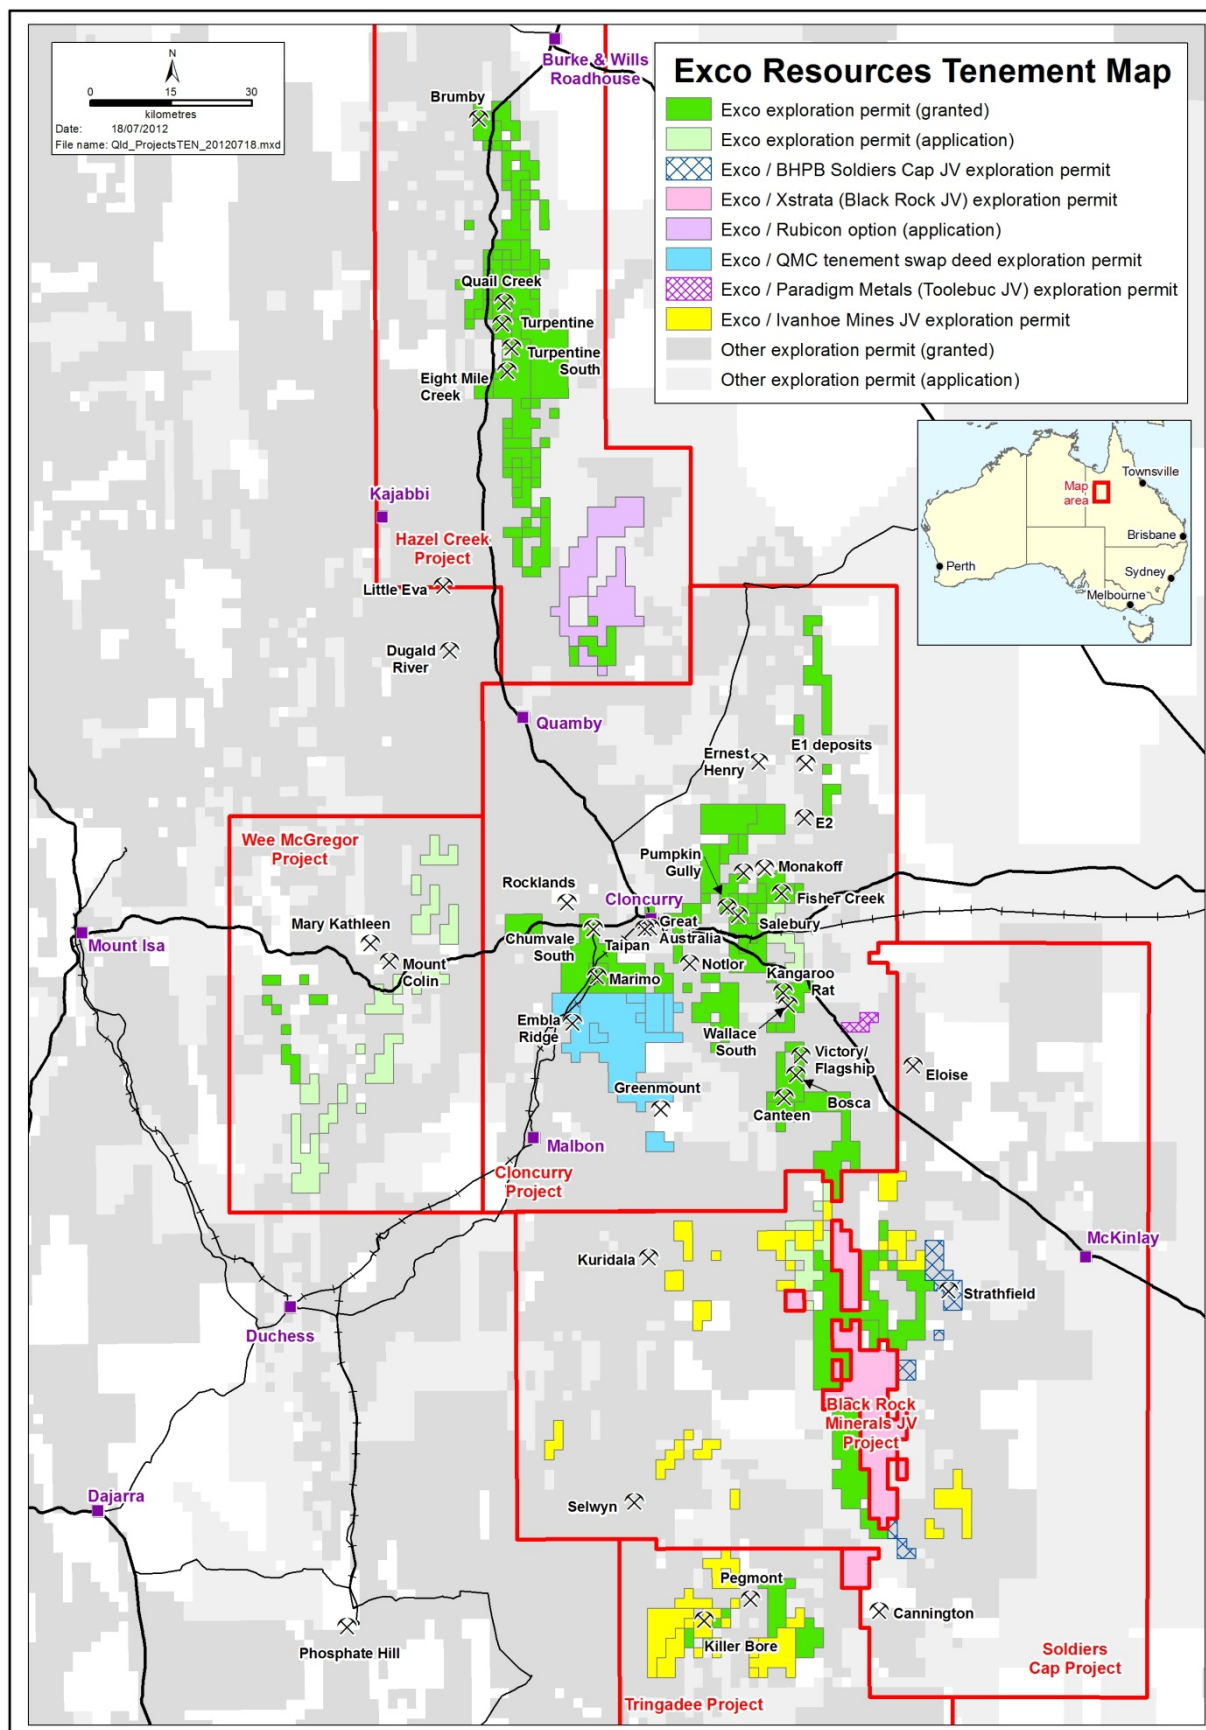 N
0 15 30
kilometres
Date: 18/07/2012
File name: Qld_ProjectsTEN_20120718.mxd
Exco Resources Tenement Map
Exco exploration permit (granted)
Exco exploration permit (application)
Exco / BHPB Soldiers Cap JV exploration permit
Exco / Xstrata (Black Rock JV) exploration permit
Exco / Rubicon option (application)
Exco / QMC tenement swap deed exploration permit
Exco / Paradigm Metals (Toolebuc JV) exploration permit
Exco / Ivanhoe Mines JV exploration permit
Other exploration permit (granted)
Other exploration permit (application)
Map
area
Townsville
Brisbane
Perth
Sydney
Melbourne
Burke & Wills
Roadhouse
Brumby
Quail Creek
Turpentine
Turpentine
South
Eight Mile
Creek
Kajabbi
Hazel Creek
Project
Little Eva
Dugald
River
Quamby
Ernest
Henry
E1 deposits
E2
Wee McGregor
Project
Pumpkin
Gully
Monakoff
Fisher Creek
Rocklands
Cloncurry
Salebury
Mary Kathleen
Mount Isa
Mount
Colin
Chumvale
South
Taipan
Great
Australia
Notlor
Marimo
Kangaroo
Rat
Embla
Ridge
Wallace
South
Victory/
Flagship
Eloise
Greenmount
Canteen
Bosca
Malbon
Cloncurry
Project
Kuridala
McKinlay
Strathfield
Duchess
Black Rock
Minerals JV
Project
Dajarra
Selwyn
Pegmont
Cannington
Killer Bore
Phosphate Hill
Soldiers
Cap Project
Tringadee Project